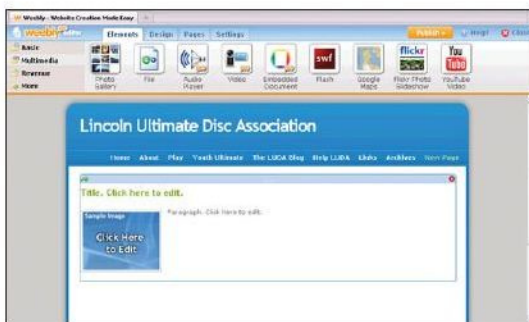 Weebly - Website Creation Made Easy
weebly
Elements Design Pages Settings
Publish Help! Close
Basic
Multimedia
Revenue
More
Photo Gallery
File
Audio Player
Video
Embedded Document
Flash
Google Maps
Flickr Photo Slideshow
YouTube Video
swf
flickr
You Tube
Lincoln Ultimate Disc Association
Home About Play Youth Ultimate The LUDA Blog Help LUDA Links Archives New Page
Title. Click here to edit.
Sample Image
Click Here
to Edit
Paragraph. Click here to edit.